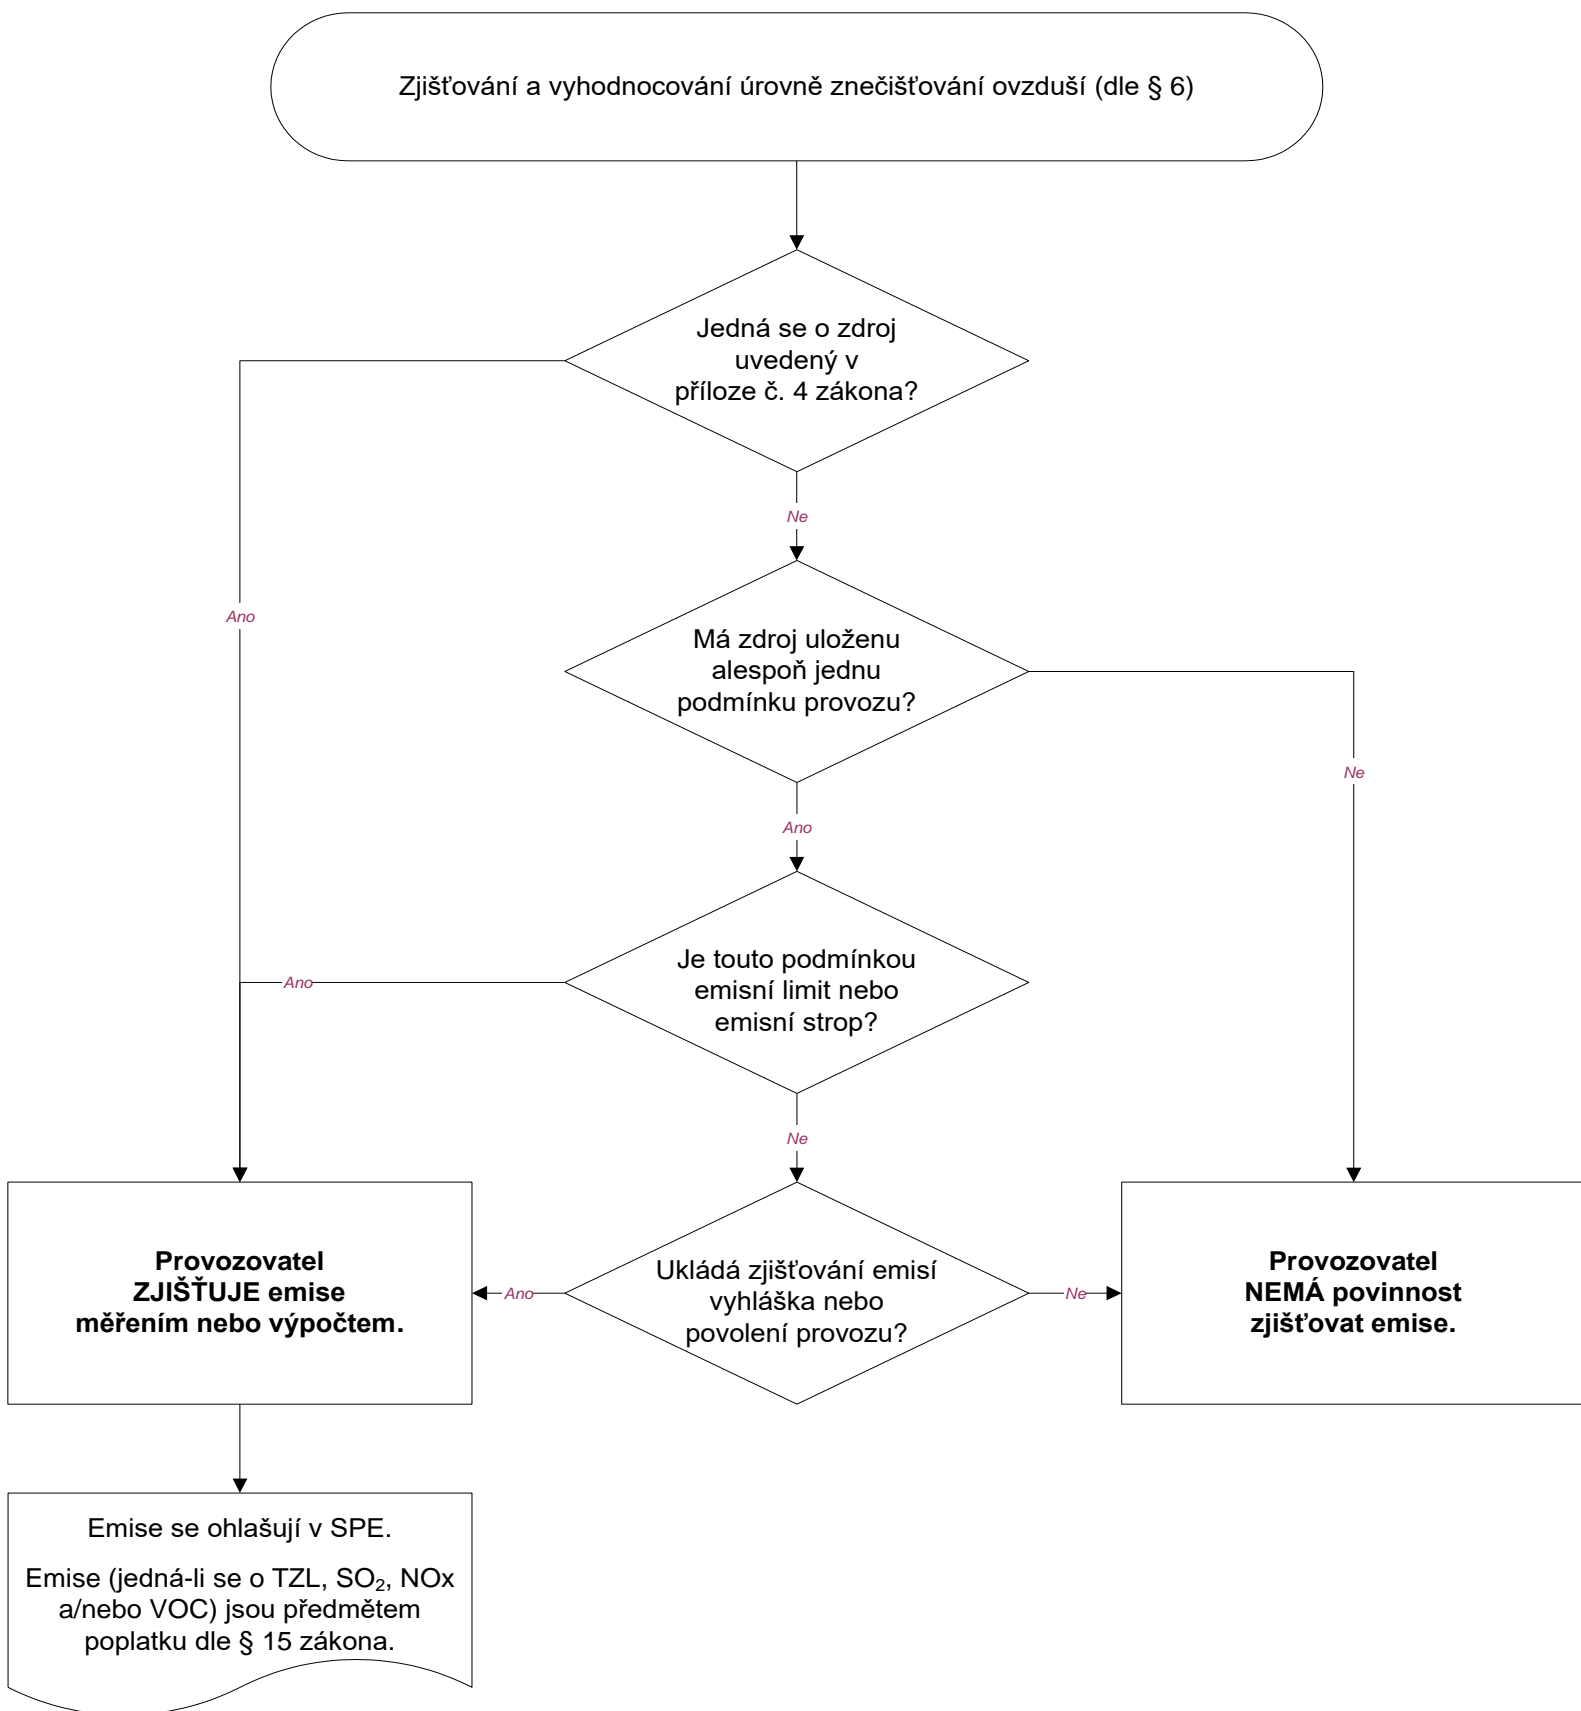 Zjišťování a vyhodnocování úrovně znečišťování ovzduší (dle § 6)
Jedná se o zdroj
uvedený v
příloze č. 4 zákona?
Ne
Ano
Má zdroj uloženu
alespoň jednu
podmínku provozu?
Ne
Ano
Je touto podmínkou
emisní limit nebo
emisní strop?
Ano
Ne
Provozovatel
ZJIŠŤUJE emise
měřením nebo výpočtem.
Ano
Ukládá zjišťování emisí
vyhláška nebo
povolení provozu?
Ne
Provozovatel
NEMÁ povinnost
zjišťovat emise.
Emise se ohlašují v SPE.
Emise (jedná-li se o TZL, SO₂, NOx
a/nebo VOC) jsou předmětem
poplatku dle § 15 zákona.